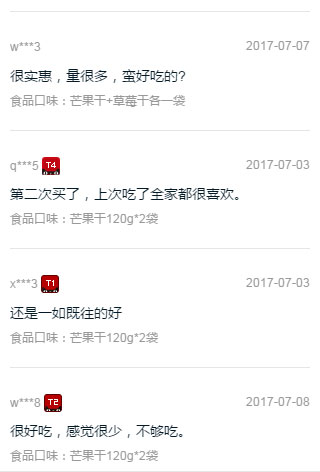 w***3 2017-07-07
很实惠，量很多，蛮好吃的?
食品口味：芒果干+草莓干各一袋
q***5 T4 2017-07-03
第二次买了，上次吃了全家都很喜欢。
食品口味：芒果干120g*2袋
x***3 T1 2017-07-03
还是一如既往的好
食品口味：芒果干120g*2袋
w***8 T2 2017-07-08
很好吃，感觉很少，不够吃。
食品口味：芒果干120g*2袋